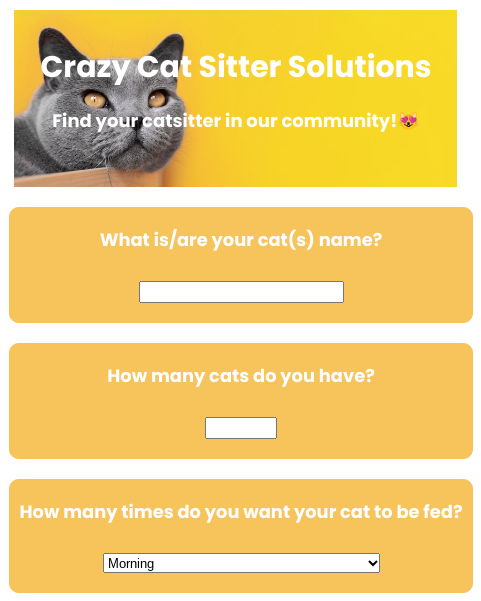 Crazy Cat Sitter Solutions
Find your catsitter in our community!😻
What is/are your cat(s) name?
How many cats do you have?
How many times do you want your cat to be fed?
Morning